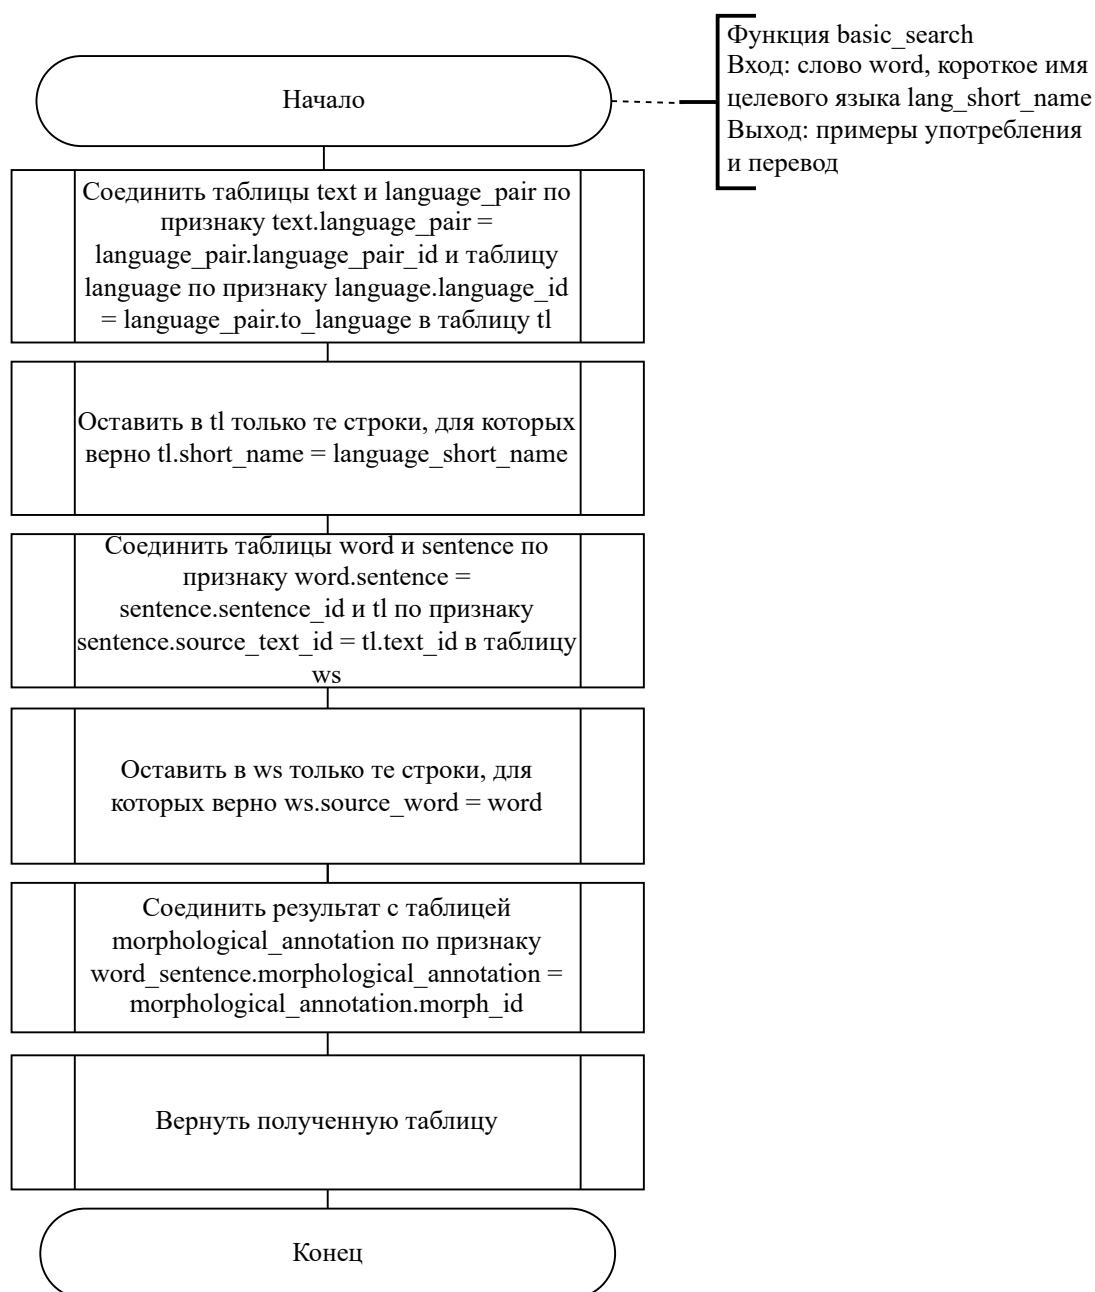 Начало
Функция basic_search
Вход: слово word, короткое имя
целевого языка lang_short_name
Выход: примеры употребления
и перевод
Соединить таблицы text и language_pair по
признаку text.language_pair =
language_pair.language_pair_id и таблицу
language по признаку language.language_id
= language_pair.to_language в таблицу tl
Оставить в tl только те строки, для которых
верно tl.short_name = language_short_name
Соединить таблицы word и sentence по
признаку word.sentence =
sentence.sentence_id и tl по признаку
sentence.source_text_id = tl.text_id в таблицу
ws
Оставить в ws только те строки, для
которых верно ws.source_word = word
Соединить результат с таблицей
morphological_annotation по признаку
word_sentence.morphological_annotation =
morphological_annotation.morph_id
Вернуть полученную таблицу
Конец